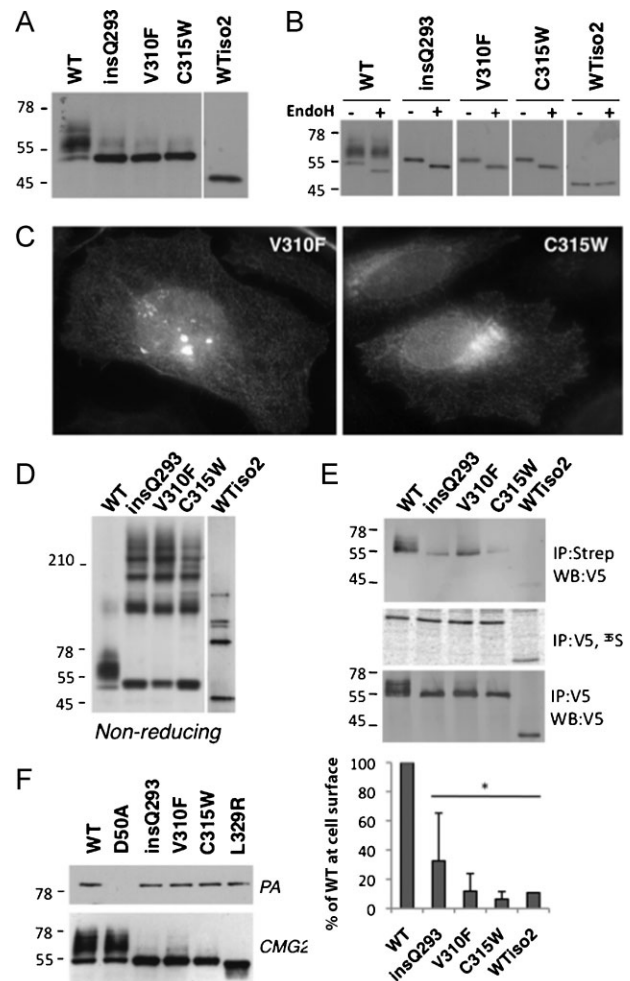 A
WT
insQ293
V310F
C315W
WTiso2
78
55
45
B
WT
insQ293
V310F
C315W
WTiso2
EndoH - + - + - + - + - +
78
55
45
C
V310F
C315W
D
WT
insQ293
V310F
C315W
WTiso2
210
78
55
45
Non-reducing
E
WT
insQ293
V310F
C315W
WTiso2
78
55
45
IP:Strep
WB:V5
IP:V5, ³⁵S
78
55
45
IP:V5
WB:V5
% of WT at cell surface
100
80
60
40
20
0
*
WT
insQ293
V310F
C315W
WTiso2
F
WT
D50A
insQ293
V310F
C315W
L329R
78
PA
78
55
CMG2